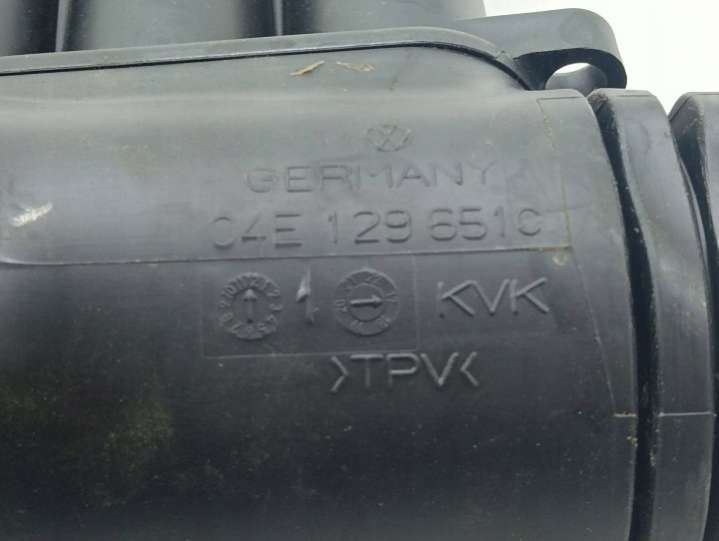 GERMANY
04E 129 651C
KVK
>TPV<